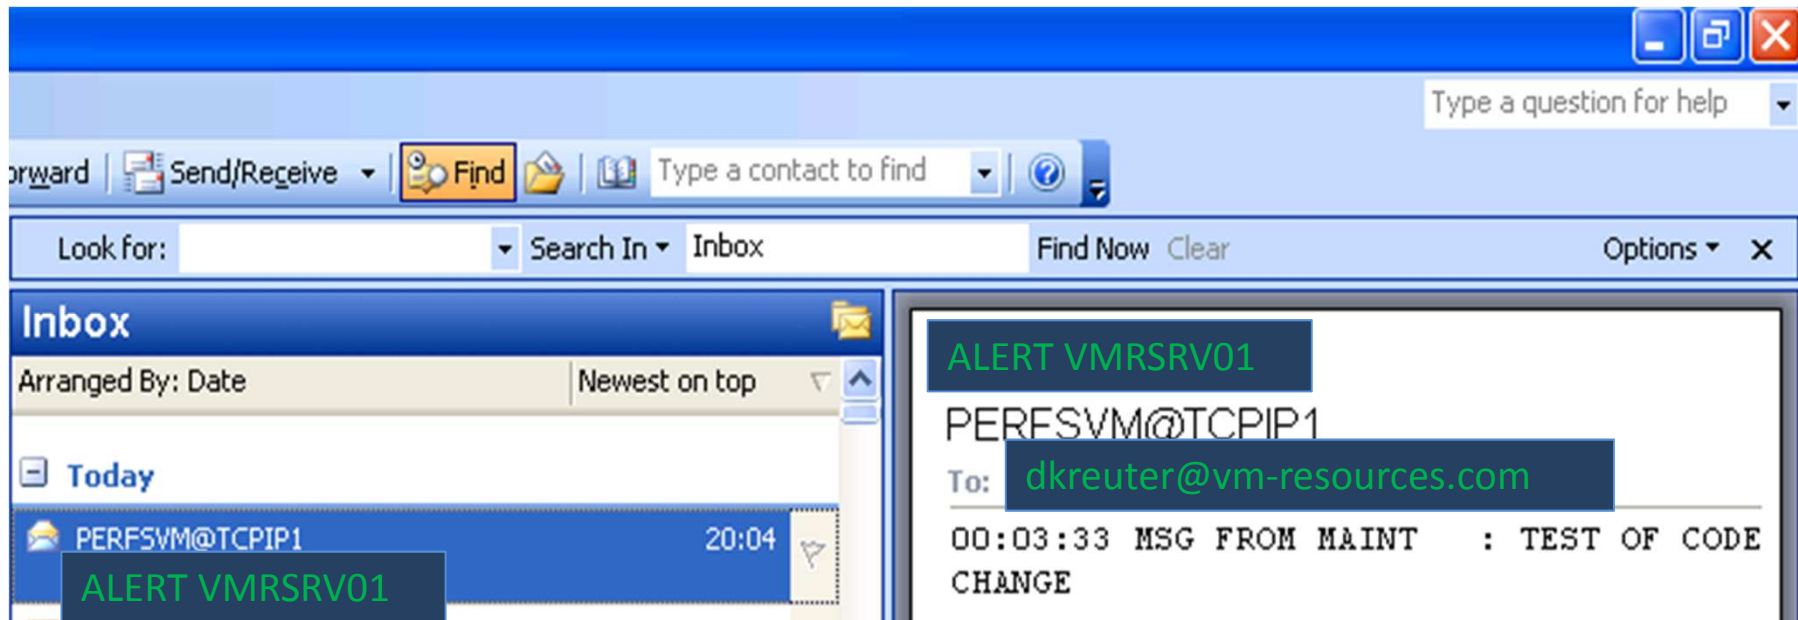 Type a question for help
orward Send/Receive Find Type a contact to find
Look for: Search In Inbox Find Now Clear Options
Inbox
Arranged By: Date Newest on top
Today
PERFSVM@TCPIP1 20:04
ALERT VMRSRV01
ALERT VMRSRV01
PERFSVM@TCPIP1
To: dkreuter@vm-resources.com
00:03:33 MSG FROM MAINT : TEST OF CODE
CHANGE